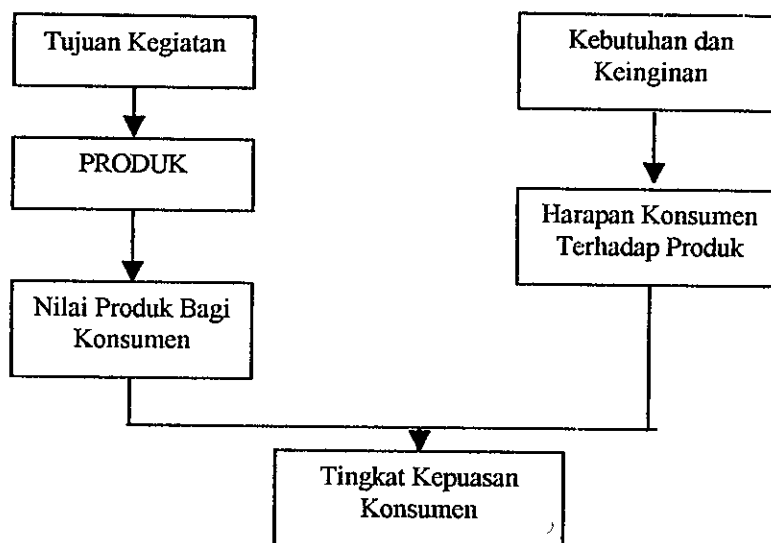 Tujuan Kegiatan
PRODUK
Nilai Produk Bagi
Konsumen
Kebutuhan dan
Keinginan
Harapan Konsumen
Terhadap Produk
Tingkat Kepuasan
Konsumen